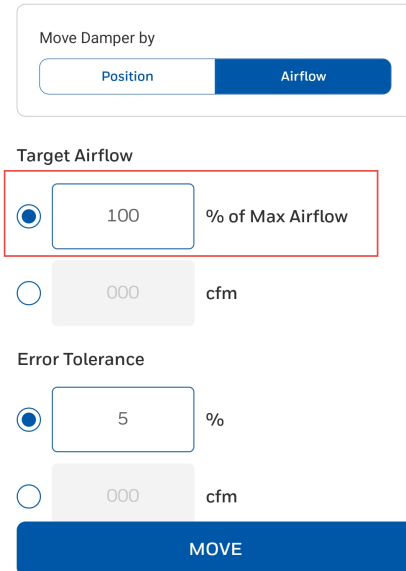 Move Damper by
Position Airflow
Target Airflow
100 % of Max Airflow
000 cfm
Error Tolerance
5 %
000 cfm
MOVE